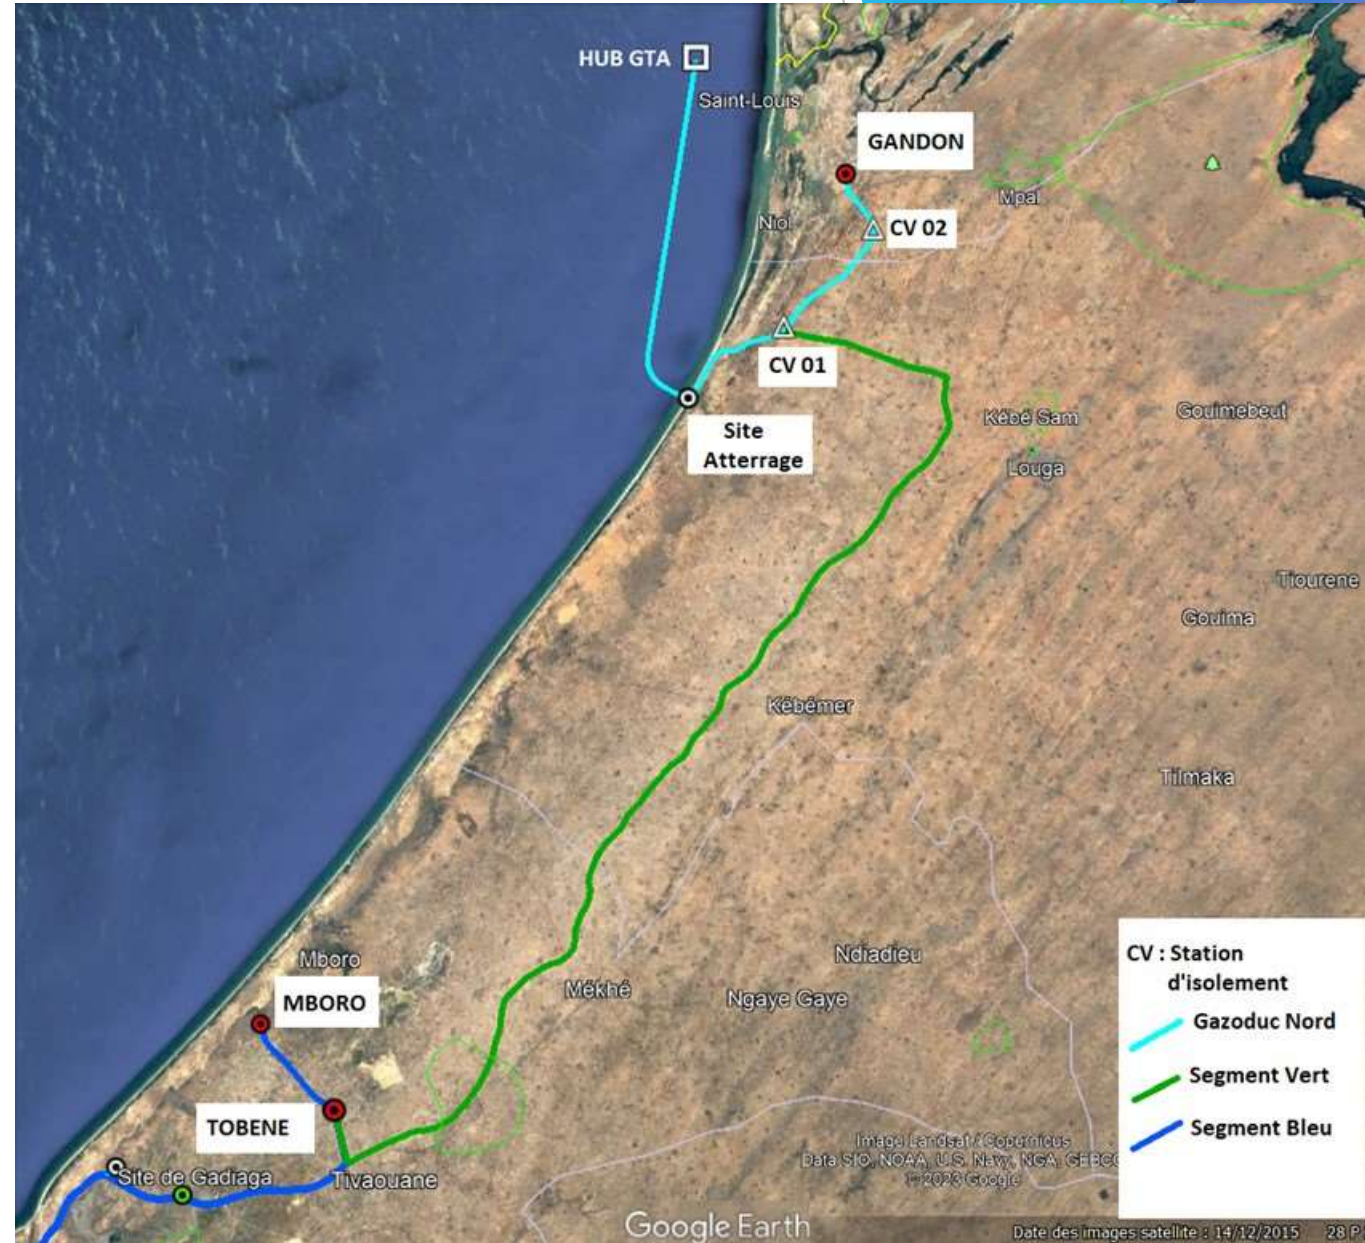 HUB GTA
Saint-Louis
GANDON
Mpal
Niol
CV 02
CV 01
Site
Atterrage
Kébé Sam
Gouimebeut
Louga
Tiourene
Gouima
Kébémer
Tilmaka
Mboro
Ndiadieu
Mékhé
Ngaye Gaye
MBORO
TOBENE
Site de Gadiaga
Tivaouane
CV : Station
d'isolement
Gazoduc Nord
Segment Vert
Segment Bleu
Image Landsat / Copernicus
Data SIO, NOAA, U.S. Navy, NGA, GEBCO
© 2023 Google
Google Earth
Date des images satellite : 14/12/2015 28 P